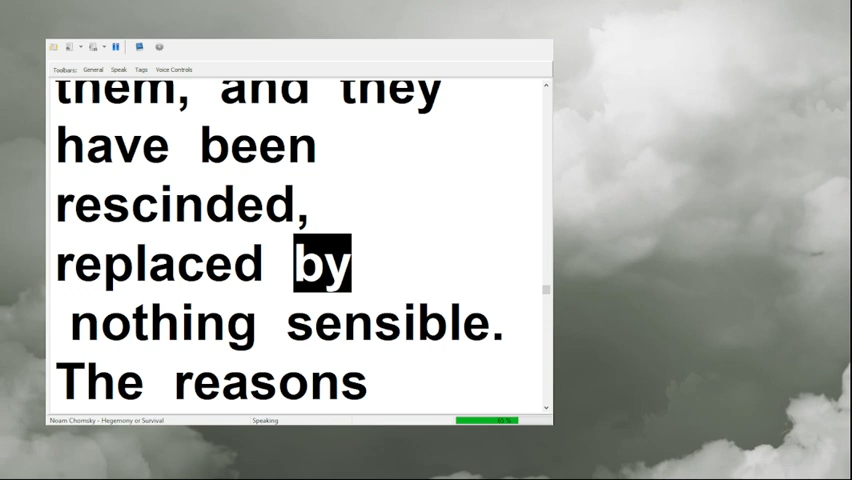 Toolbars: General Speak Tags Voice Controls
them, and they
have been
rescinded,
replaced by
nothing sensible.
The reasons
Noam Chomsky - Hegemony or Survival Speaking 65 %